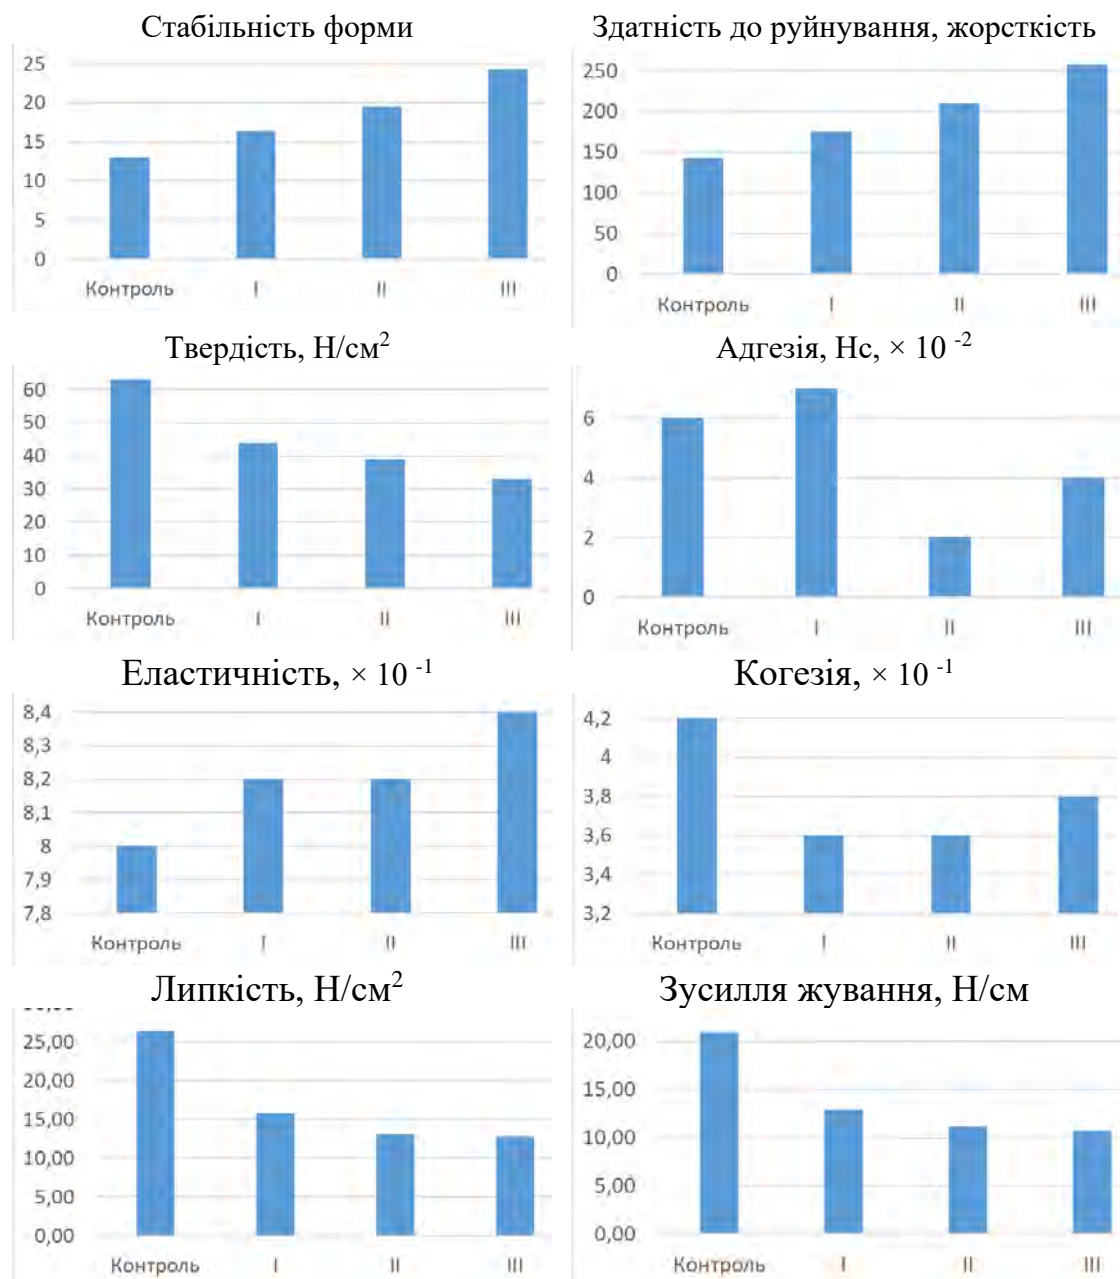 Стабільність форми
25
20
15
10
5
0
Контроль I II III
Здатність до руйнування, жорсткість
250
200
150
100
50
0
Контроль I II III
Твердість, Н/см²
60
50
40
30
20
10
0
Контроль I II III
Адгезія, Нс, × 10 ⁻²
6
4
2
0
Контроль I II III
Еластичність, × 10 ⁻¹
8,4
8,3
8,2
8,1
8
7,9
7,8
Контроль I II III
Когезія, × 10 ⁻¹
4,2
4
3,8
3,6
3,4
3,2
Контроль I II III
Липкість, Н/см²
25,00
20,00
15,00
10,00
5,00
0,00
Контроль I II III
Зусилля жування, Н/см
20,00
15,00
10,00
5,00
0,00
Контроль I II III